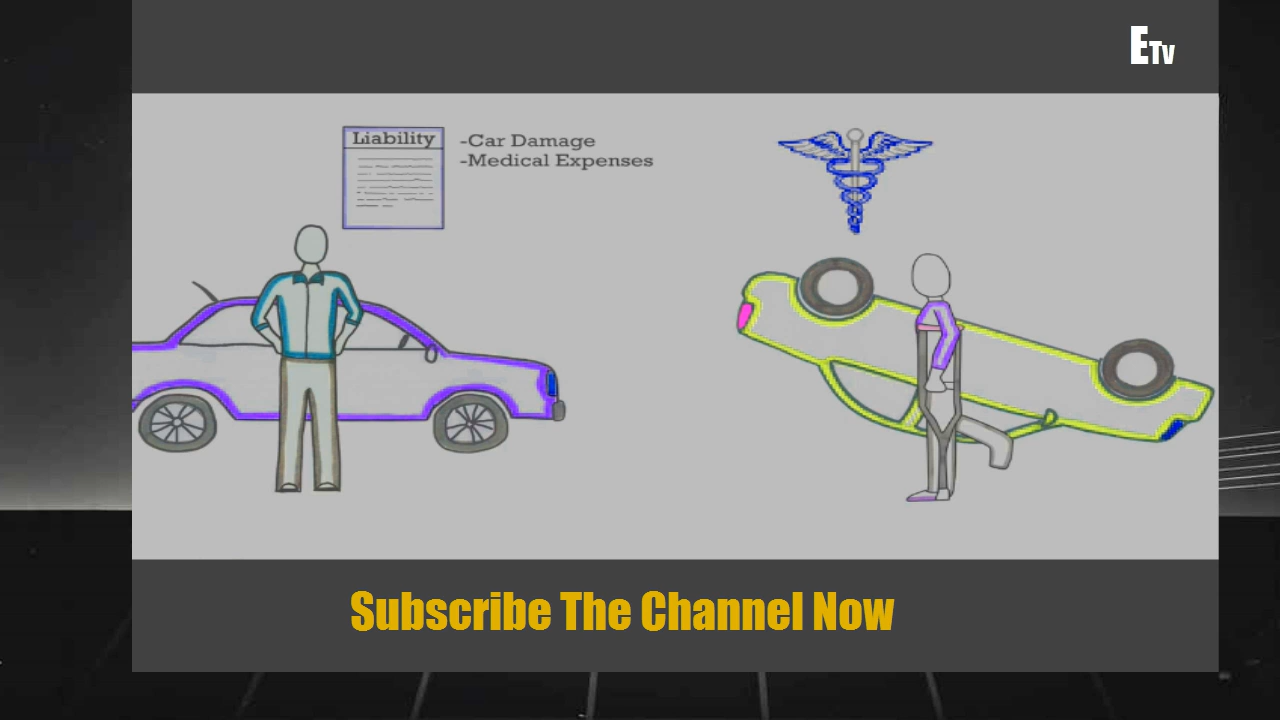 ETV
Liability
-Car Damage
-Medical Expenses
Subscribe The Channel Now